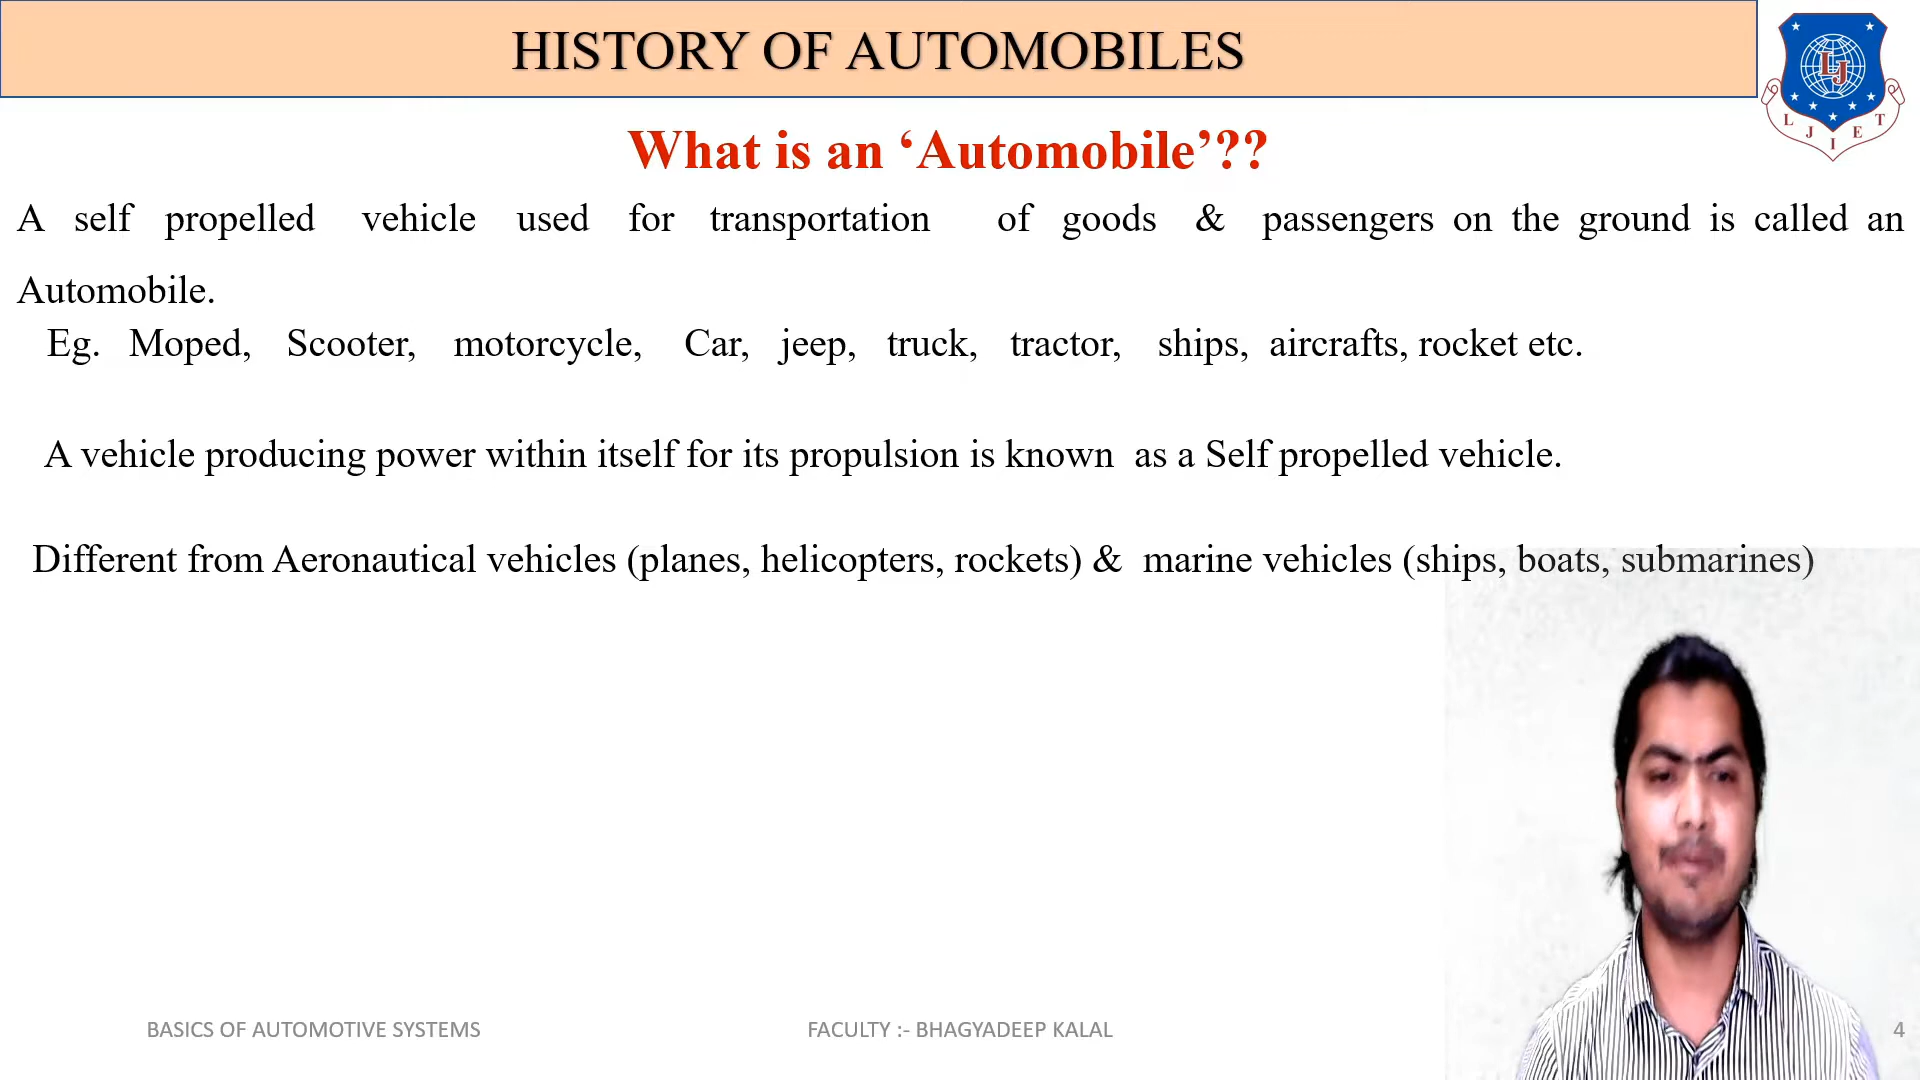 HISTORY OF AUTOMOBILES
LJ
L J I E T
What is an ‘Automobile’??
A self propelled vehicle used for transportation of goods & passengers on the ground is called an
Automobile.
Eg. Moped, Scooter, motorcycle, Car, jeep, truck, tractor, ships, aircrafts, rocket etc.
A vehicle producing power within itself for its propulsion is known as a Self propelled vehicle.
Different from Aeronautical vehicles (planes, helicopters, rockets) & marine vehicles (ships, boats, submarines)
BASICS OF AUTOMOTIVE SYSTEMS
FACULTY :- BHAGYADEEP KALAL
4